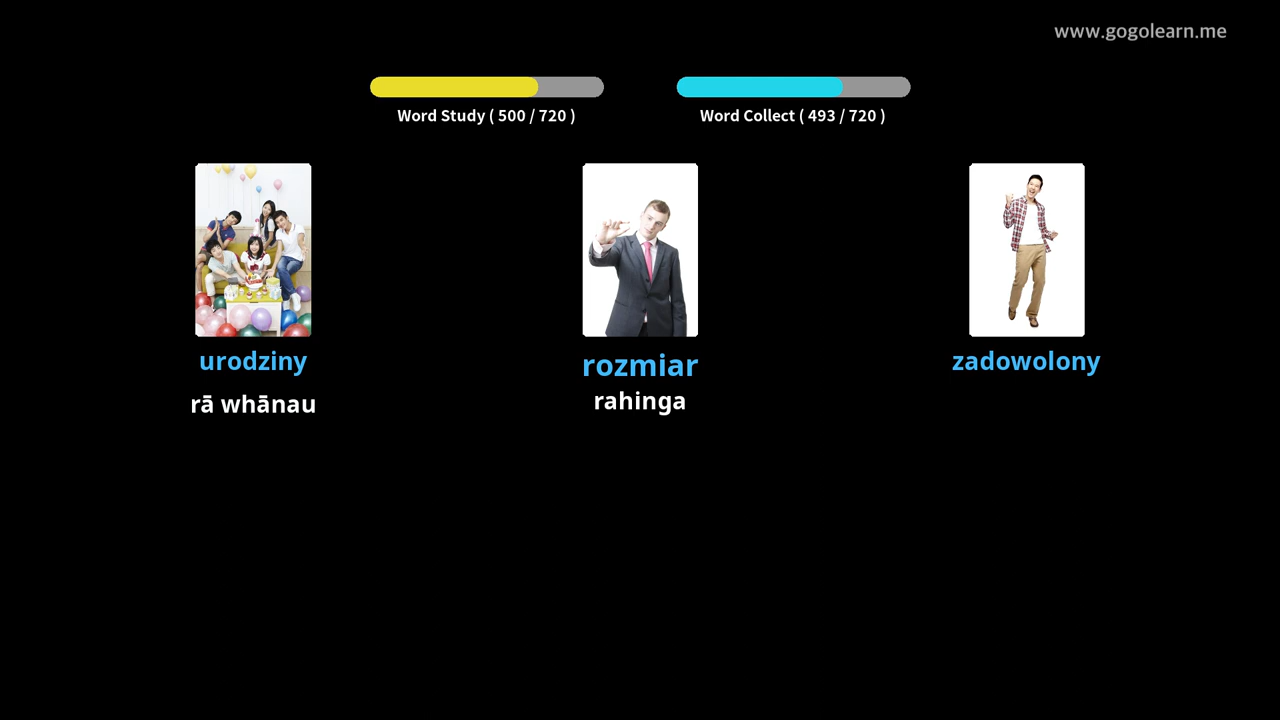 www.gogolearn.me
Word Study ( 500 / 720 )
Word Collect ( 493 / 720 )
urodziny
rā whānau
rozmiar
rahinga
zadowolony